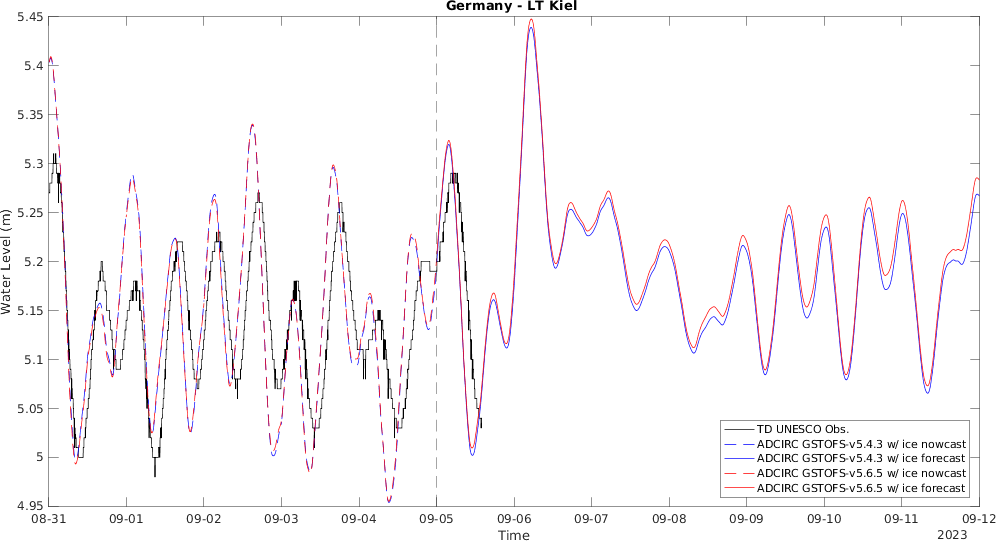 Germany - LT Kiel
5.45
5.4
5.35
5.3
5.25
5.2
5.15
5.1
5.05
5
4.95
Water Level (m)
TD UNESCO Obs.
ADCIRC GSTOFS-v5.4.3 w/ ice nowcast
ADCIRC GSTOFS-v5.4.3 w/ ice forecast
ADCIRC GSTOFS-v5.6.5 w/ ice nowcast
ADCIRC GSTOFS-v5.6.5 w/ ice forecast
08-31 09-01 09-02 09-03 09-04 09-05 09-06 09-07 09-08 09-09 09-10 09-11 09-12
Time
2023